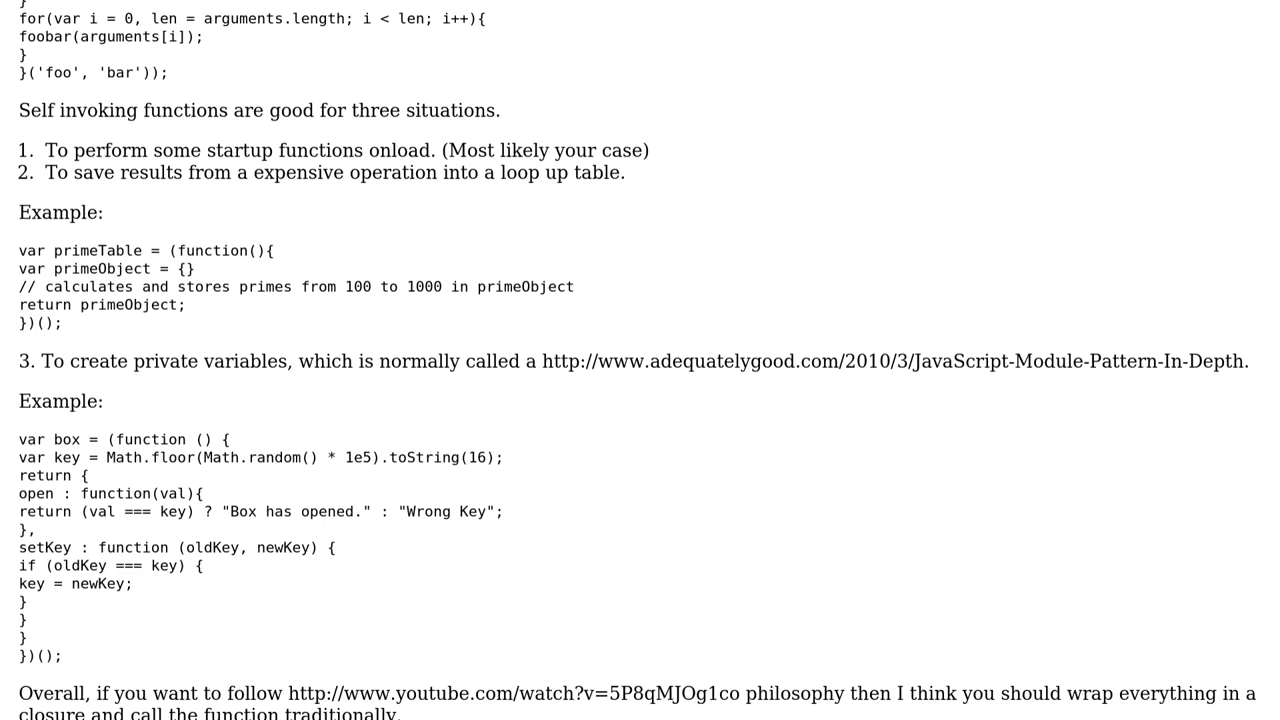 }
for(var i = 0, len = arguments.length; i < len; i++){
foobar(arguments[i]);
}
}('foo', 'bar'));
Self invoking functions are good for three situations.
1. To perform some startup functions onload. (Most likely your case)
2. To save results from a expensive operation into a loop up table.
Example:
var primeTable = (function(){
var primeObject = {}
// calculates and stores primes from 100 to 1000 in primeObject
return primeObject;
})();
3. To create private variables, which is normally called a http://www.adequatelygood.com/2010/3/JavaScript-Module-Pattern-In-Depth.
Example:
var box = (function () {
var key = Math.floor(Math.random() * 1e5).toString(16);
return {
open : function(val){
return (val === key) ? "Box has opened." : "Wrong Key";
},
setKey : function (oldKey, newKey) {
if (oldKey === key) {
key = newKey;
}
}
}
})();
Overall, if you want to follow http://www.youtube.com/watch?v=5P8qMJOg1co philosophy then I think you should wrap everything in a
closure and call the function traditionally.